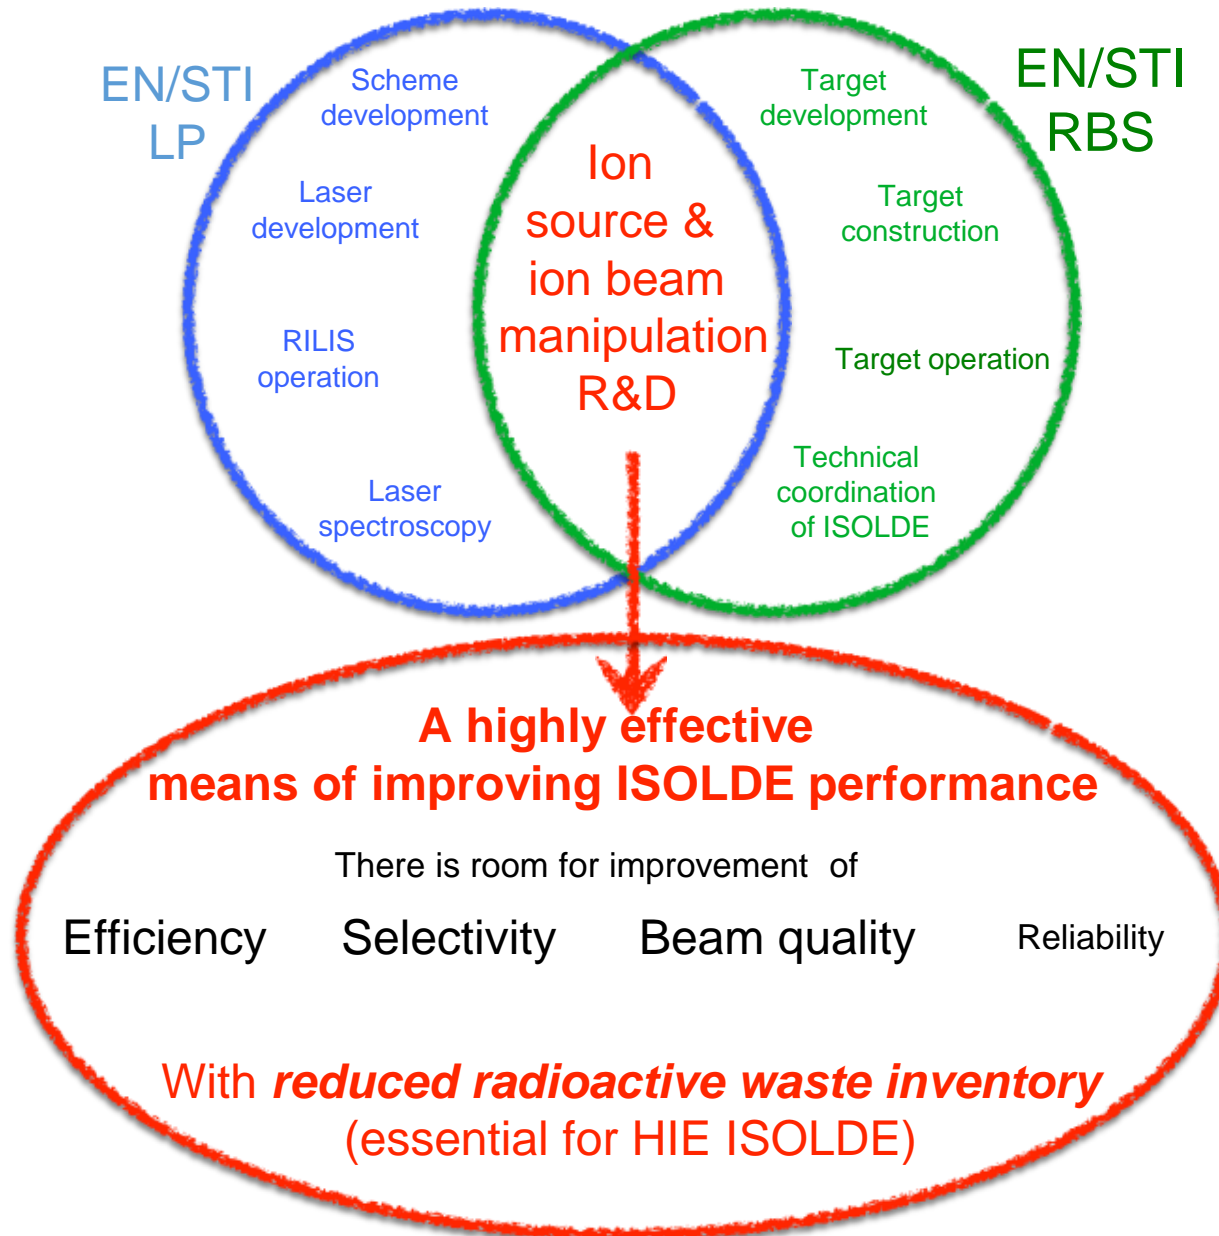 EN/STI
LP
Scheme
development
Laser
development
RILIS
operation
Laser
spectroscopy
Ion
source &
ion beam
manipulation
R&D
EN/STI
RBS
Target
development
Target
construction
Target operation
Technical
coordination
of ISOLDE
A highly effective
means of improving ISOLDE performance
There is room for improvement of
Efficiency Selectivity Beam quality Reliability
With reduced radioactive waste inventory
(essential for HIE ISOLDE)